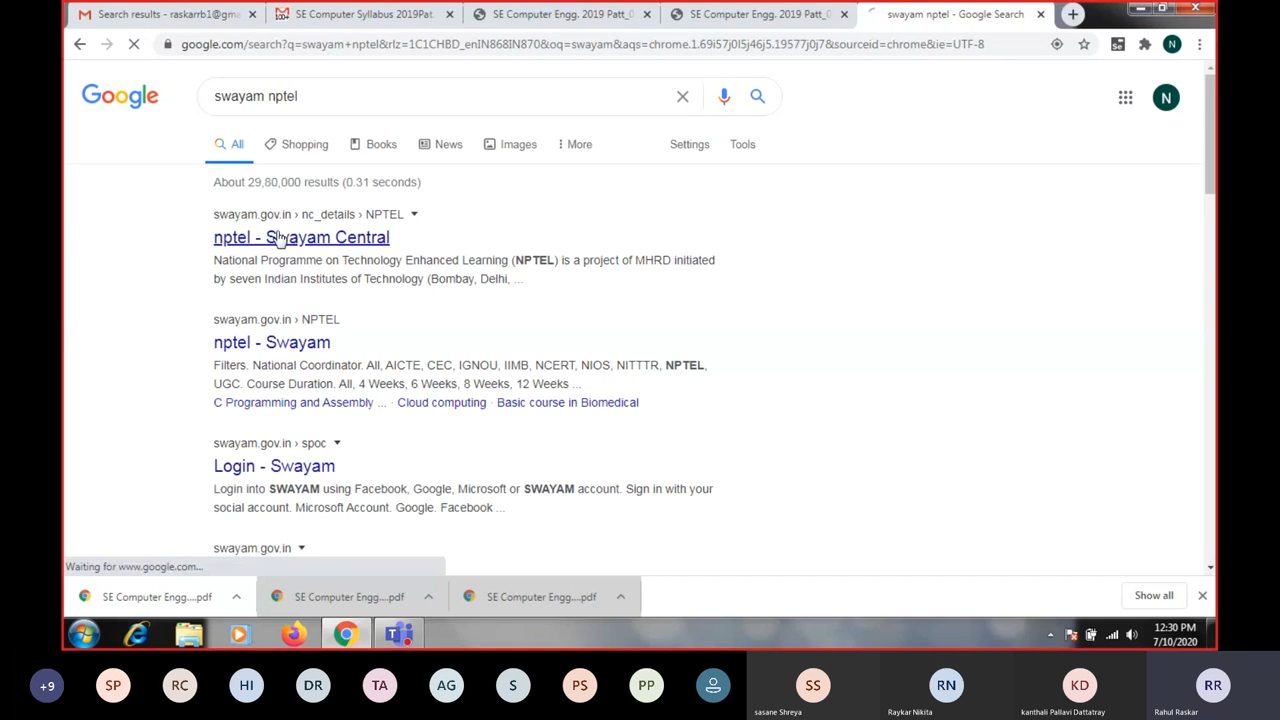 Search results - raskarrb1@gma
SE Computer Syllabus 2019Pat.
SE Computer Engg. 2019 Patt_0
SE Computer Engg. 2019 Patt_0
swayam nptel - Google Search
google.com/search?q=swayam+nptel&rlz=IC1CHBD_enIN868IN870&oq=swayam&aqs=chrome.1.69i57j0l5j46j5.19577j0j7&sourceid=chrome&ie=UTF-8
Se
N
Google
swayam nptel
N
All
Shopping
Books
News
Images
More
Settings
Tools
About 29,80,000 results (0.31 seconds)
swayam.gov.in › nc_details › NPTEL
nptel - Swayam Central
National Programme on Technology Enhanced Learning (NPTEL) is a project of MHRD initiated
by seven Indian Institutes of Technology (Bombay, Delhi, ...
swayam.gov.in › NPTEL
nptel - Swayam
Filters. National Coordinator. All, AICTE, CEC, IGNOU, IIMB, NCERT, NIOS, NITTTR, NPTEL,
UGC. Course Duration. All, 4 Weeks, 6 Weeks, 8 Weeks, 12 Weeks ...
C Programming and Assembly ... · Cloud computing · Basic course in Biomedical
swayam.gov.in › spoc
Login - Swayam
Login into SWAYAM using Facebook, Google, Microsoft or SWAYAM account. Sign in with your
social account. Microsoft Account. Google. Facebook ...
swayam.gov.in
Waiting for www.google.com...
SE Computer Engg....pdf
SE Computer Engg....pdf
SE Computer Engg....pdf
Show all
12:30 PM
7/10/2020
+9
SP
RC
HI
DR
TA
AG
S
PS
PP
SS
sasane Shreya
RN
Raykar Nikita
KD
kanthali Pallavi Dattatray
RR
Rahul Raskar